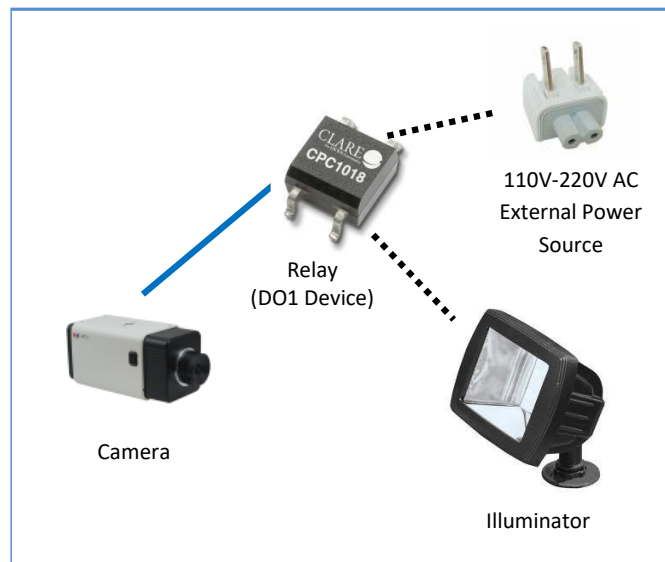 CLARE
CPC1018
110V-220V AC
External Power
Source
Relay
(DO1 Device)
Camera
Illuminator